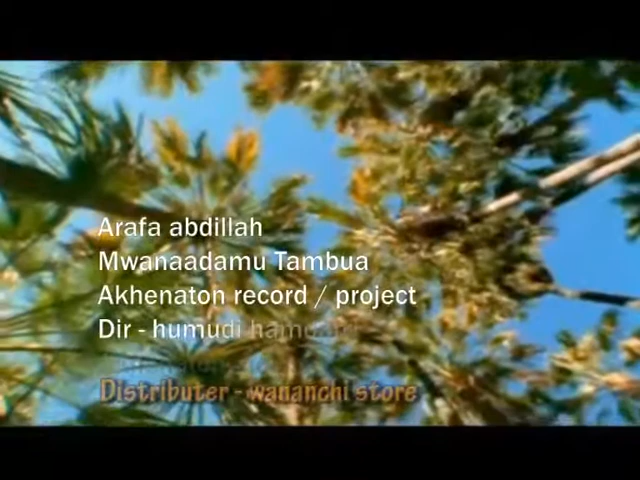 Arafa abdillah
Mwanaadamu Tambua
Akhenaton record / project
Dir - humudi
Distributer - wananchi store